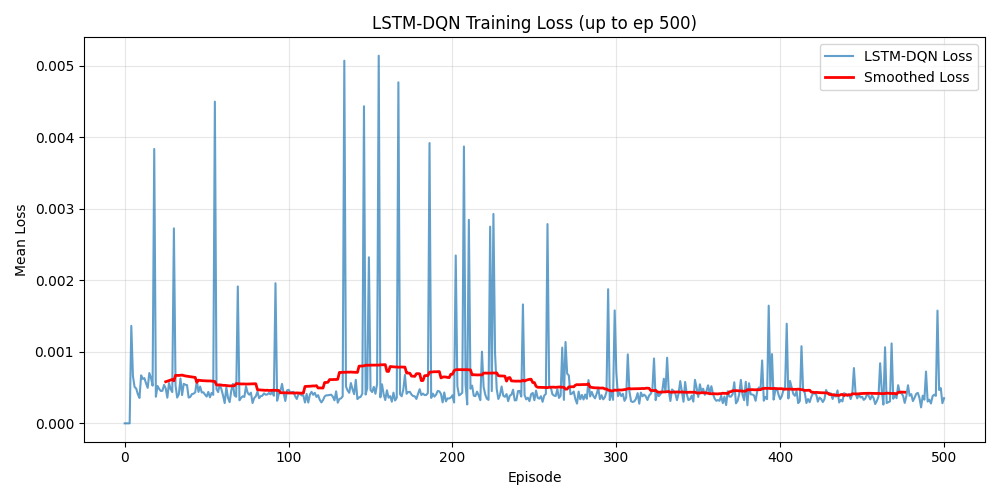 LSTM-DQN Training Loss (up to ep 500)
LSTM-DQN Loss
Smoothed Loss
Mean Loss
0.005
0.004
0.003
0.002
0.001
0.000
0 100 200 300 400 500
Episode